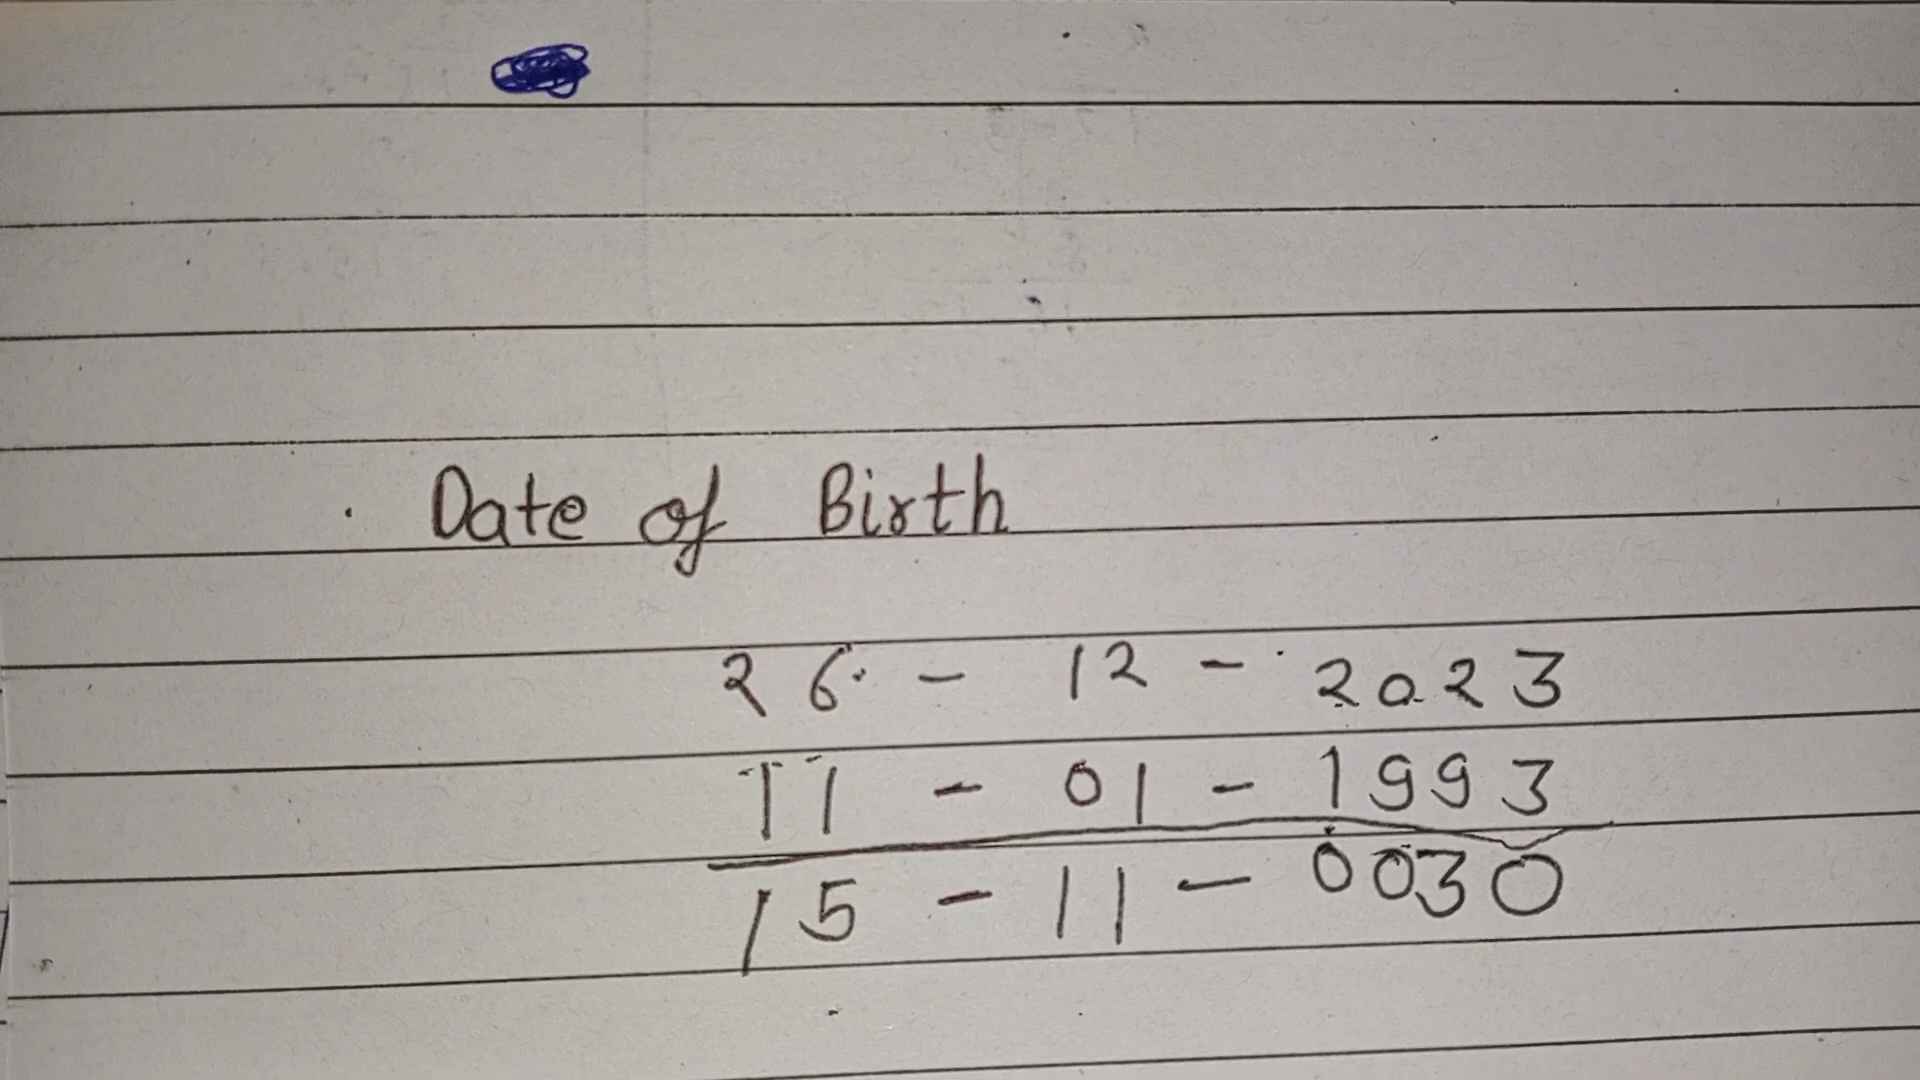 Date of Birth
26 - 12 - 2023
11 - 01 - 1993
15 - 11 - 0030